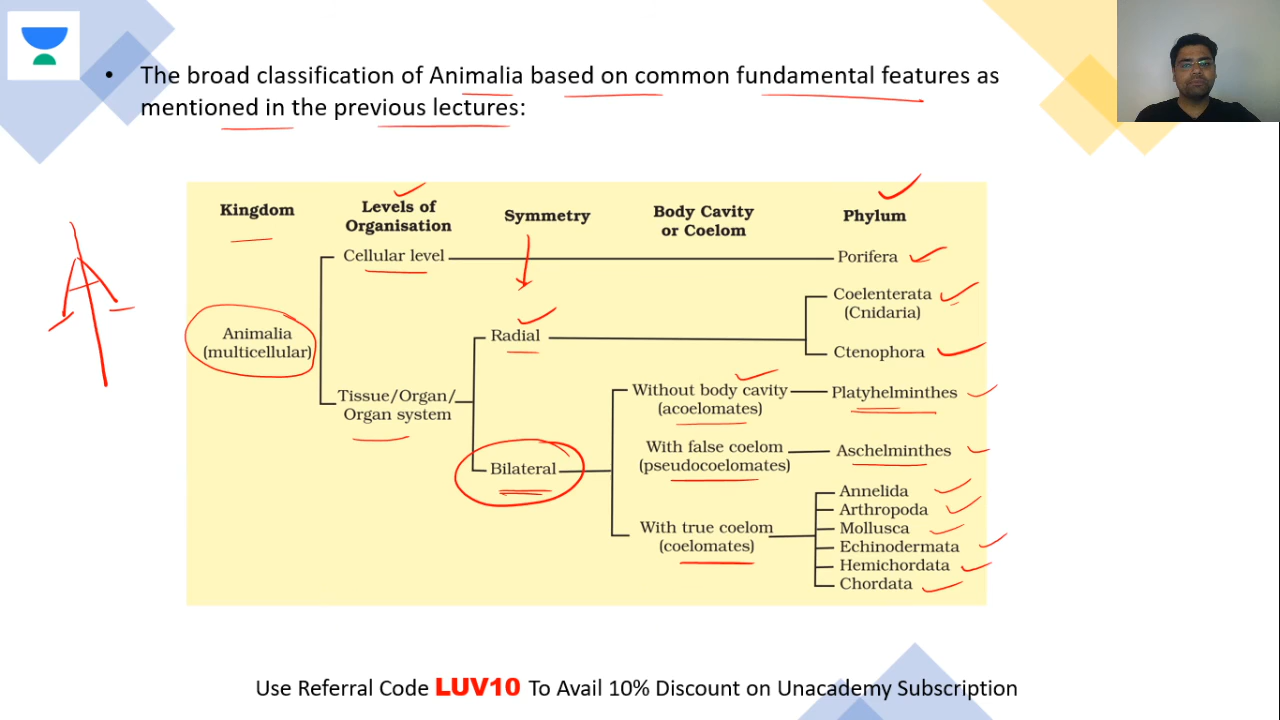 • The broad classification of Animalia based on common fundamental features as
mentioned in the previous lectures:
Kingdom
Levels of
Organisation
Symmetry
Body Cavity
or Coelom
Phylum
Cellular level
Porifera
Animalia
(multicellular)
Tissue/Organ/
Organ system
Radial
Coelenterata
(Cnidaria)
Ctenophora
Bilateral
Without body cavity
(acoelomates)
Platyhelminthes
With false coelom
(pseudocoelomates)
Aschelminthes
With true coelom
(coelomates)
Annelida
Arthropoda
Mollusca
Echinodermata
Hemichordata
Chordata
Use Referral Code LUV10 To Avail 10% Discount on Unacademy Subscription